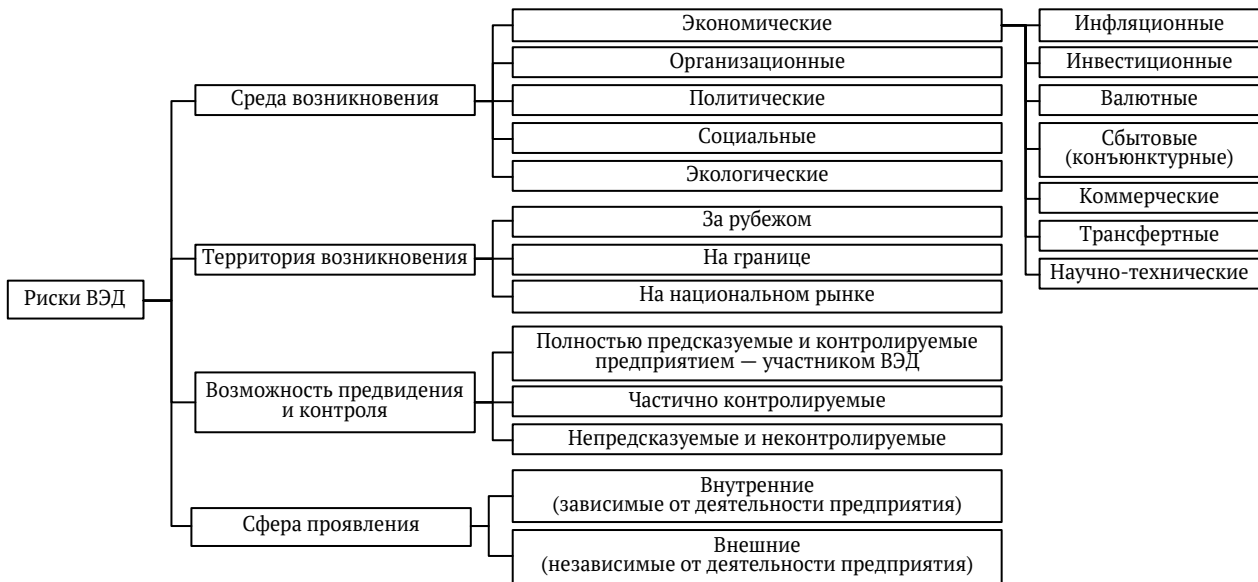 Риски ВЭД
Среда возникновения
Экономические
Инфляционные
Инвестиционные
Валютные
Сбытовые
(конъюнктурные)
Коммерческие
Трансфертные
Научно-технические
Организационные
Политические
Социальные
Экологические
Территория возникновения
За рубежом
На границе
На национальном рынке
Возможность предвидения
и контроля
Полностью предсказуемые и контролируемые
предприятием — участником ВЭД
Частично контролируемые
Непредсказуемые и неконтролируемые
Сфера проявления
Внутренние
(зависимые от деятельности предприятия)
Внешние
(независимые от деятельности предприятия)